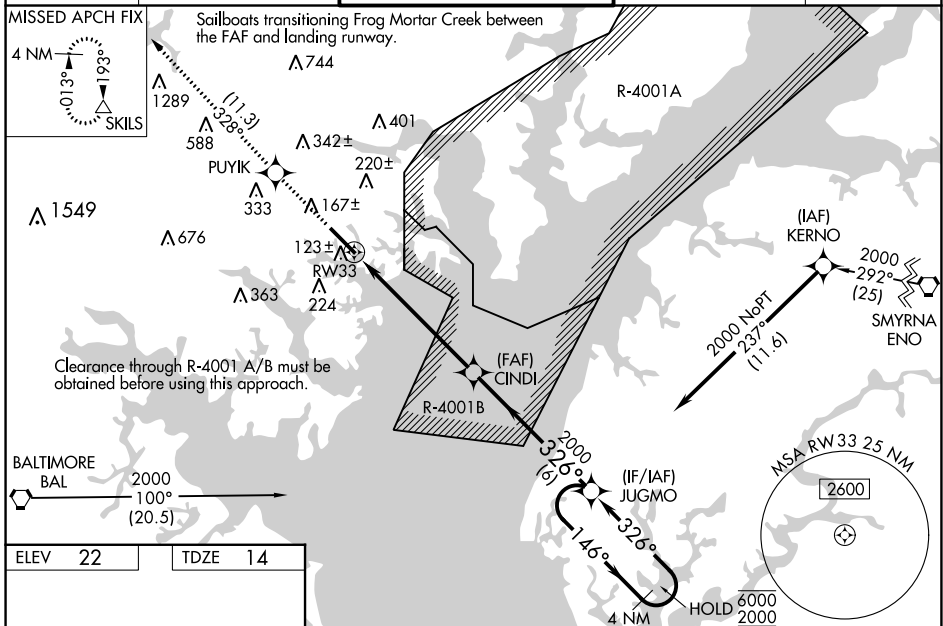 MISSED APCH FIX
4 NM
013°
193°
SKILS
Sailboats transitioning Frog Mortar Creek between
the FAF and landing runway.
744
R-4001A
1289
(11.3)
328°
588
401
342±
PUYIK
220±
333
167±
1549
676
(IAF)
KERNO
123±
RW33
2000
292°
(25)
363
224
SMYRNA
ENO
2000 NoPT
237°
(11.6)
Clearance through R-4001 A/B must be
obtained before using this approach.
(FAF)
CINDI
R-4001B
2000
326°
(6)
MSA RW33 25 NM
BALTIMORE
BAL
2000
100°
(20.5)
(IF/IAF)
JUGMO
2600
326°
146°
ELEV 22
TDZE 14
HOLD
6000
2000
4 NM